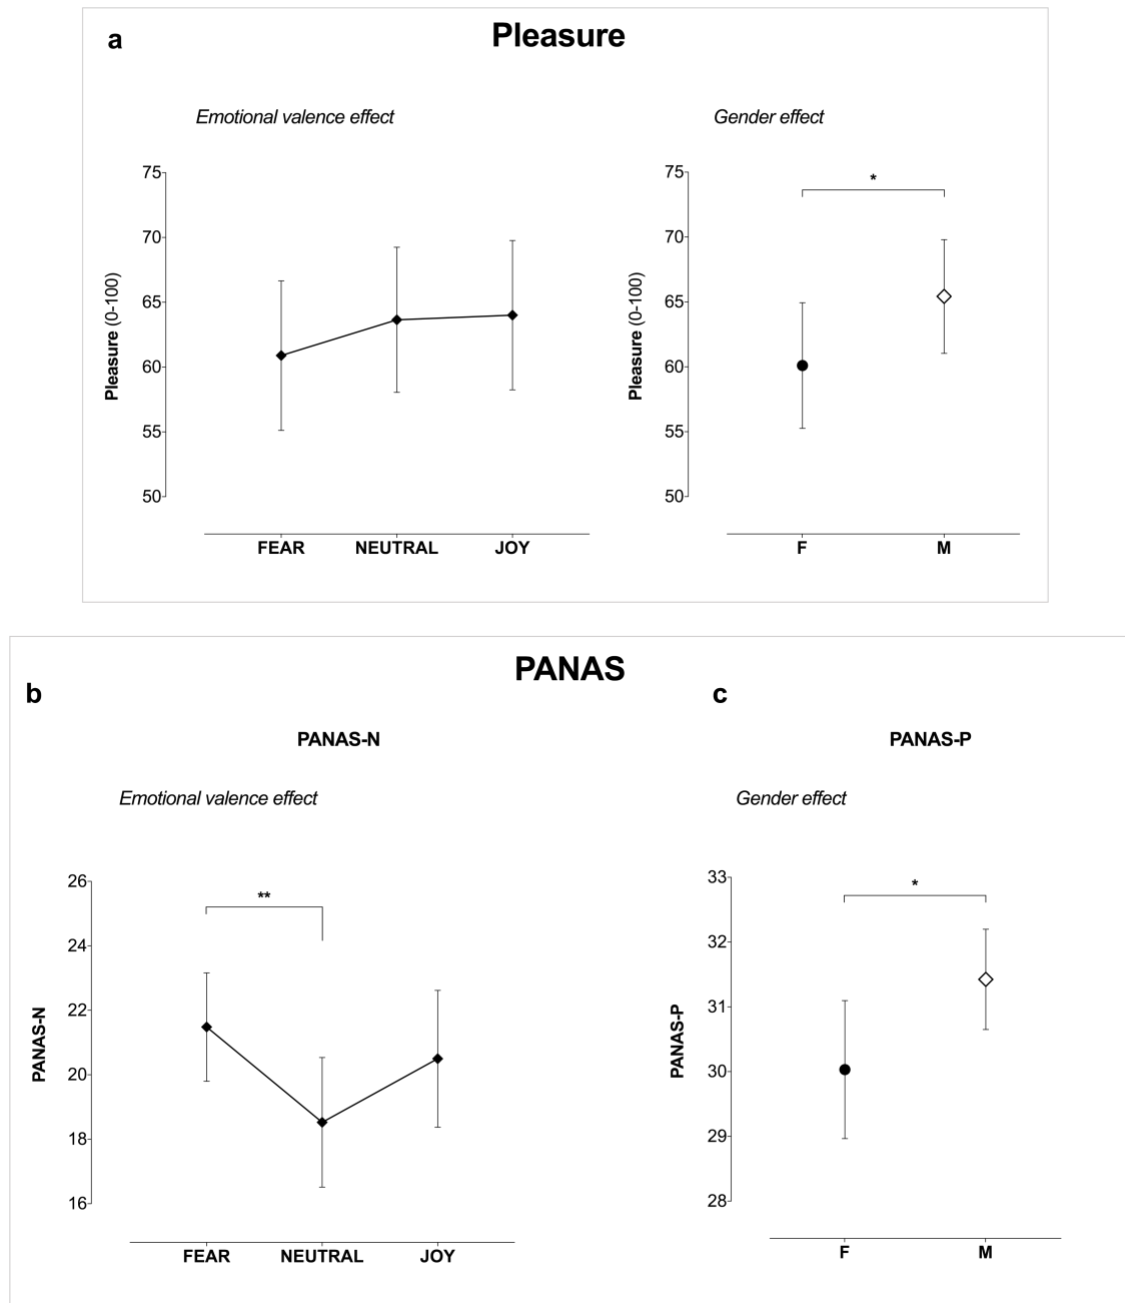 a
Pleasure
Emotional valence effect
Gender effect
75
70
65
60
55
50
Pleasure (0-100)
FEAR NEUTRAL JOY
75
70
65
60
55
50
Pleasure (0-100)
*
F M
PANAS
b
c
PANAS-N
PANAS-P
Emotional valence effect
Gender effect
26
24
22
20
18
16
PANAS-N
**
FEAR NEUTRAL JOY
33
32
31
30
29
28
PANAS-P
*
F M